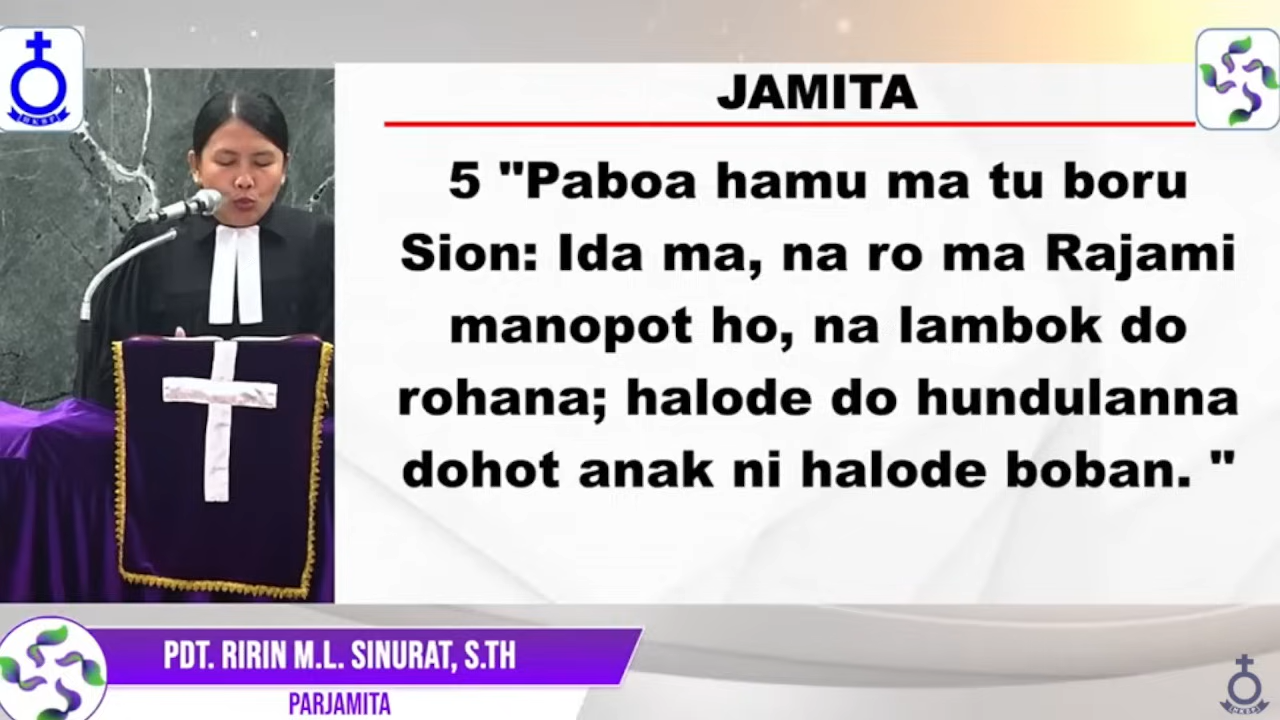 JAMITA
5 "Paboa hamu ma tu boru
Sion: Ida ma, na ro ma Rajami
manopot ho, na lambok do
rohana; halode do hundulanna
dohot anak ni halode boban. "
PDT. RIRIN M.L. SINURAT, S.TH
PARJAMITA